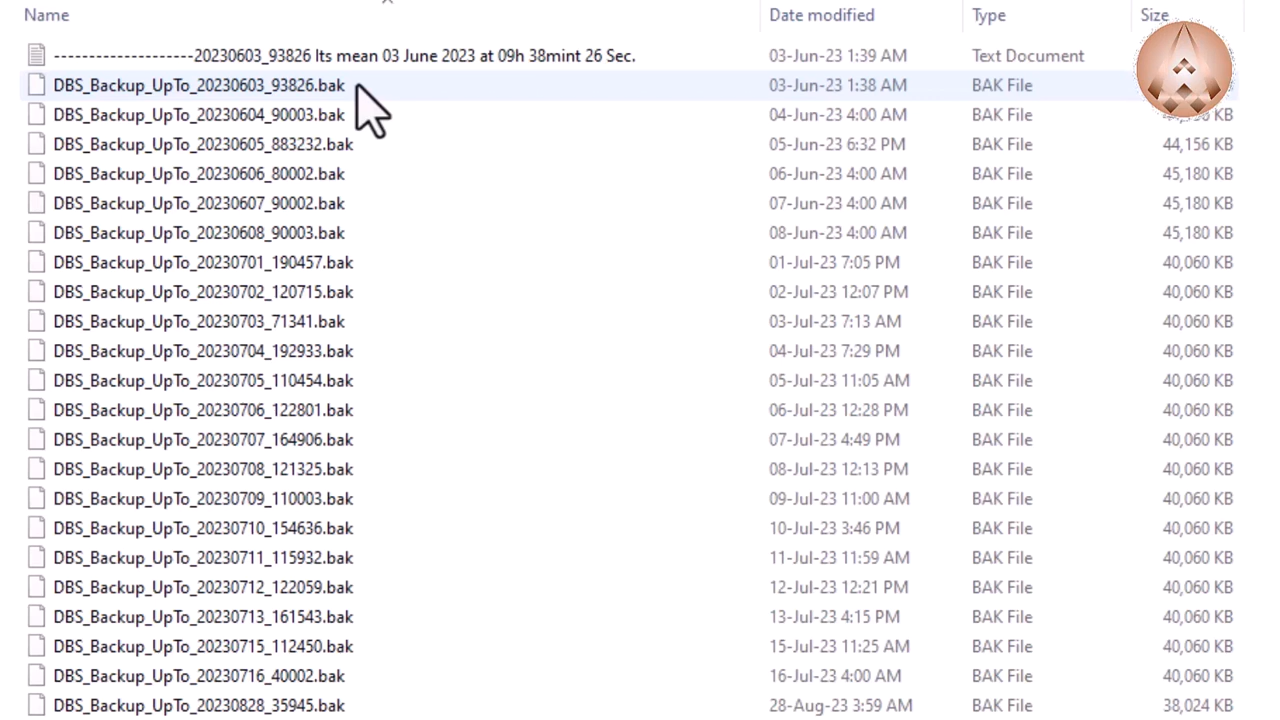 Name Date modified Type Size
--------------------20230603_93826 Its mean 03 June 2023 at 09h 38mint 26 Sec. 03-Jun-23 1:39 AM Text Document
DBS_Backup_UpTo_20230603_93826.bak 03-Jun-23 1:38 AM BAK File
DBS_Backup_UpTo_20230604_90003.bak 04-Jun-23 4:00 AM BAK File KB
DBS_Backup_UpTo_20230605_883232.bak 05-Jun-23 6:32 PM BAK File 44,156 KB
DBS_Backup_UpTo_20230606_80002.bak 06-Jun-23 4:00 AM BAK File 45,180 KB
DBS_Backup_UpTo_20230607_90002.bak 07-Jun-23 4:00 AM BAK File 45,180 KB
DBS_Backup_UpTo_20230608_90003.bak 08-Jun-23 4:00 AM BAK File 45,180 KB
DBS_Backup_UpTo_20230701_190457.bak 01-Jul-23 7:05 PM BAK File 40,060 KB
DBS_Backup_UpTo_20230702_120715.bak 02-Jul-23 12:07 PM BAK File 40,060 KB
DBS_Backup_UpTo_20230703_71341.bak 03-Jul-23 7:13 AM BAK File 40,060 KB
DBS_Backup_UpTo_20230704_192933.bak 04-Jul-23 7:29 PM BAK File 40,060 KB
DBS_Backup_UpTo_20230705_110454.bak 05-Jul-23 11:05 AM BAK File 40,060 KB
DBS_Backup_UpTo_20230706_122801.bak 06-Jul-23 12:28 PM BAK File 40,060 KB
DBS_Backup_UpTo_20230707_164906.bak 07-Jul-23 4:49 PM BAK File 40,060 KB
DBS_Backup_UpTo_20230708_121325.bak 08-Jul-23 12:13 PM BAK File 40,060 KB
DBS_Backup_UpTo_20230709_110003.bak 09-Jul-23 11:00 AM BAK File 40,060 KB
DBS_Backup_UpTo_20230710_154636.bak 10-Jul-23 3:46 PM BAK File 40,060 KB
DBS_Backup_UpTo_20230711_115932.bak 11-Jul-23 11:59 AM BAK File 40,060 KB
DBS_Backup_UpTo_20230712_122059.bak 12-Jul-23 12:21 PM BAK File 40,060 KB
DBS_Backup_UpTo_20230713_161543.bak 13-Jul-23 4:15 PM BAK File 40,060 KB
DBS_Backup_UpTo_20230715_112450.bak 15-Jul-23 11:25 AM BAK File 40,060 KB
DBS_Backup_UpTo_20230716_40002.bak 16-Jul-23 4:00 AM BAK File 40,060 KB
DBS_Backup_UpTo_20230828_35945.bak 28-Aug-23 3:59 AM BAK File 38,024 KB